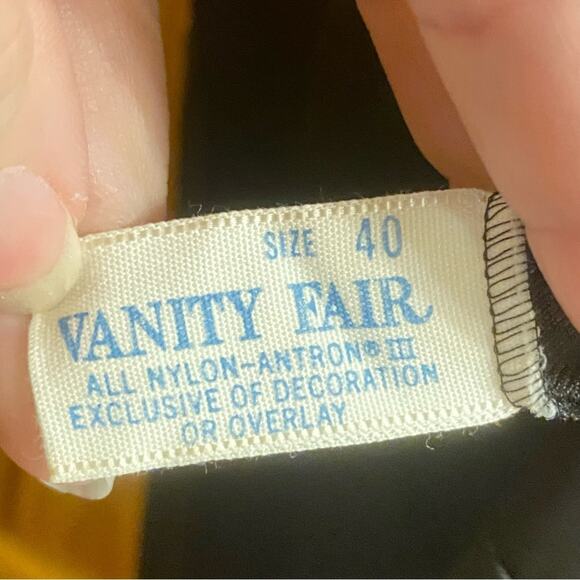 SIZE 40
VANITY FAIR
ALL NYLON-ANTRON® III
EXCLUSIVE OF DECORATION
OR OVERLAY